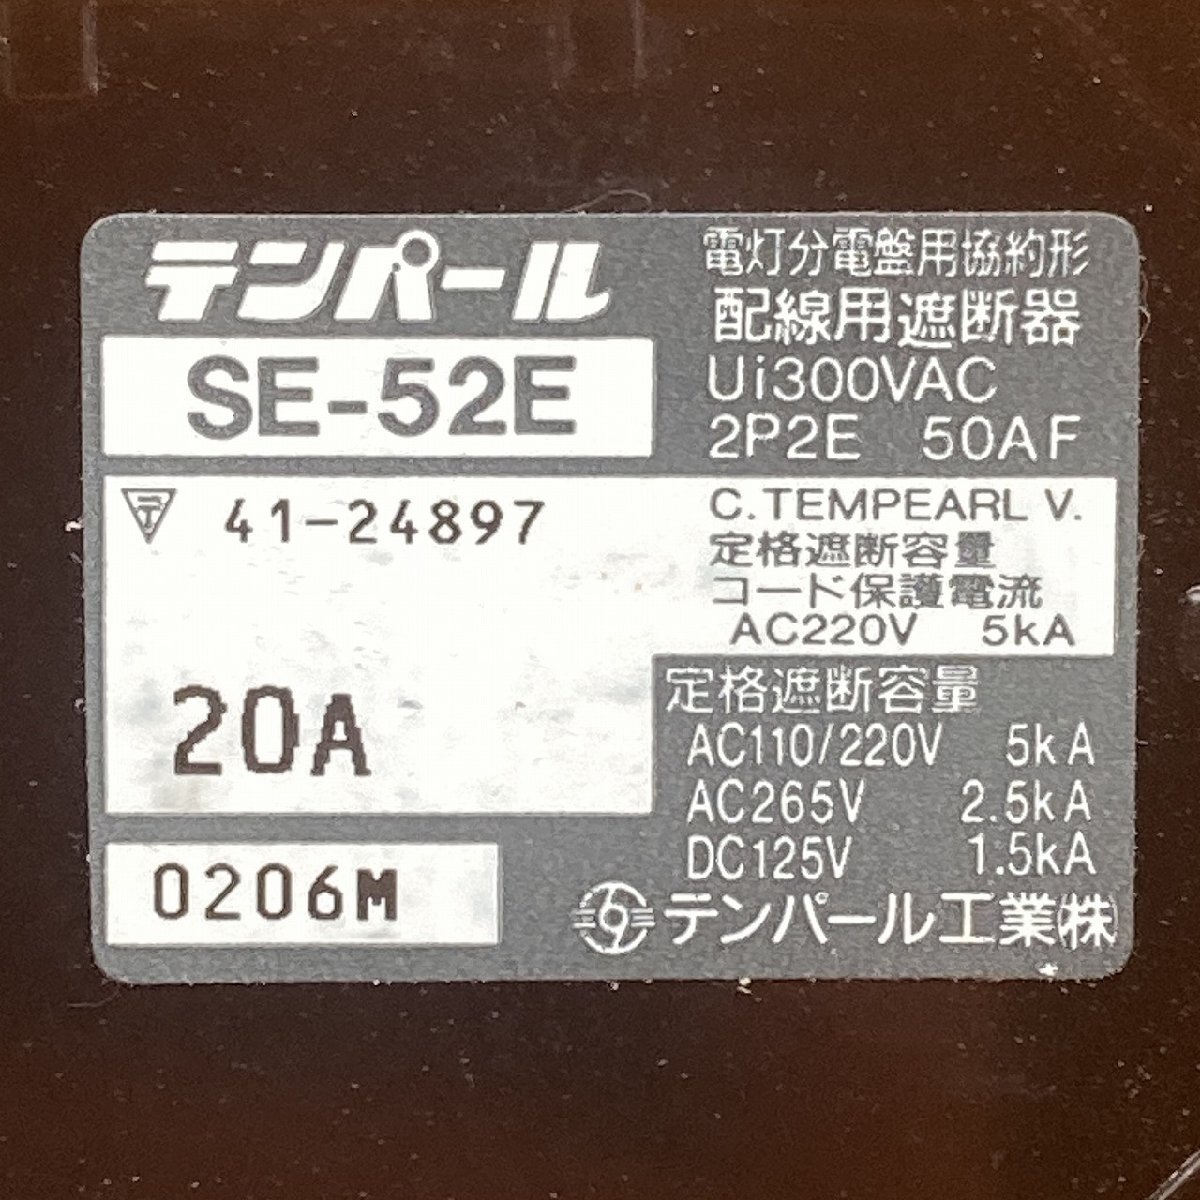 テンパール
SE-52E
41-24897
20A
0206M
電灯分電盤用協約形
配線用遮断器
Ui300VAC
2P2E 50AF
C.TEMPEARL V.
定格遮断容量
コード保護電流
AC220V 5kA
定格遮断容量
AC110/220V 5kA
AC265V 2.5kA
DC125V 1.5kA
テンパール工業㈱